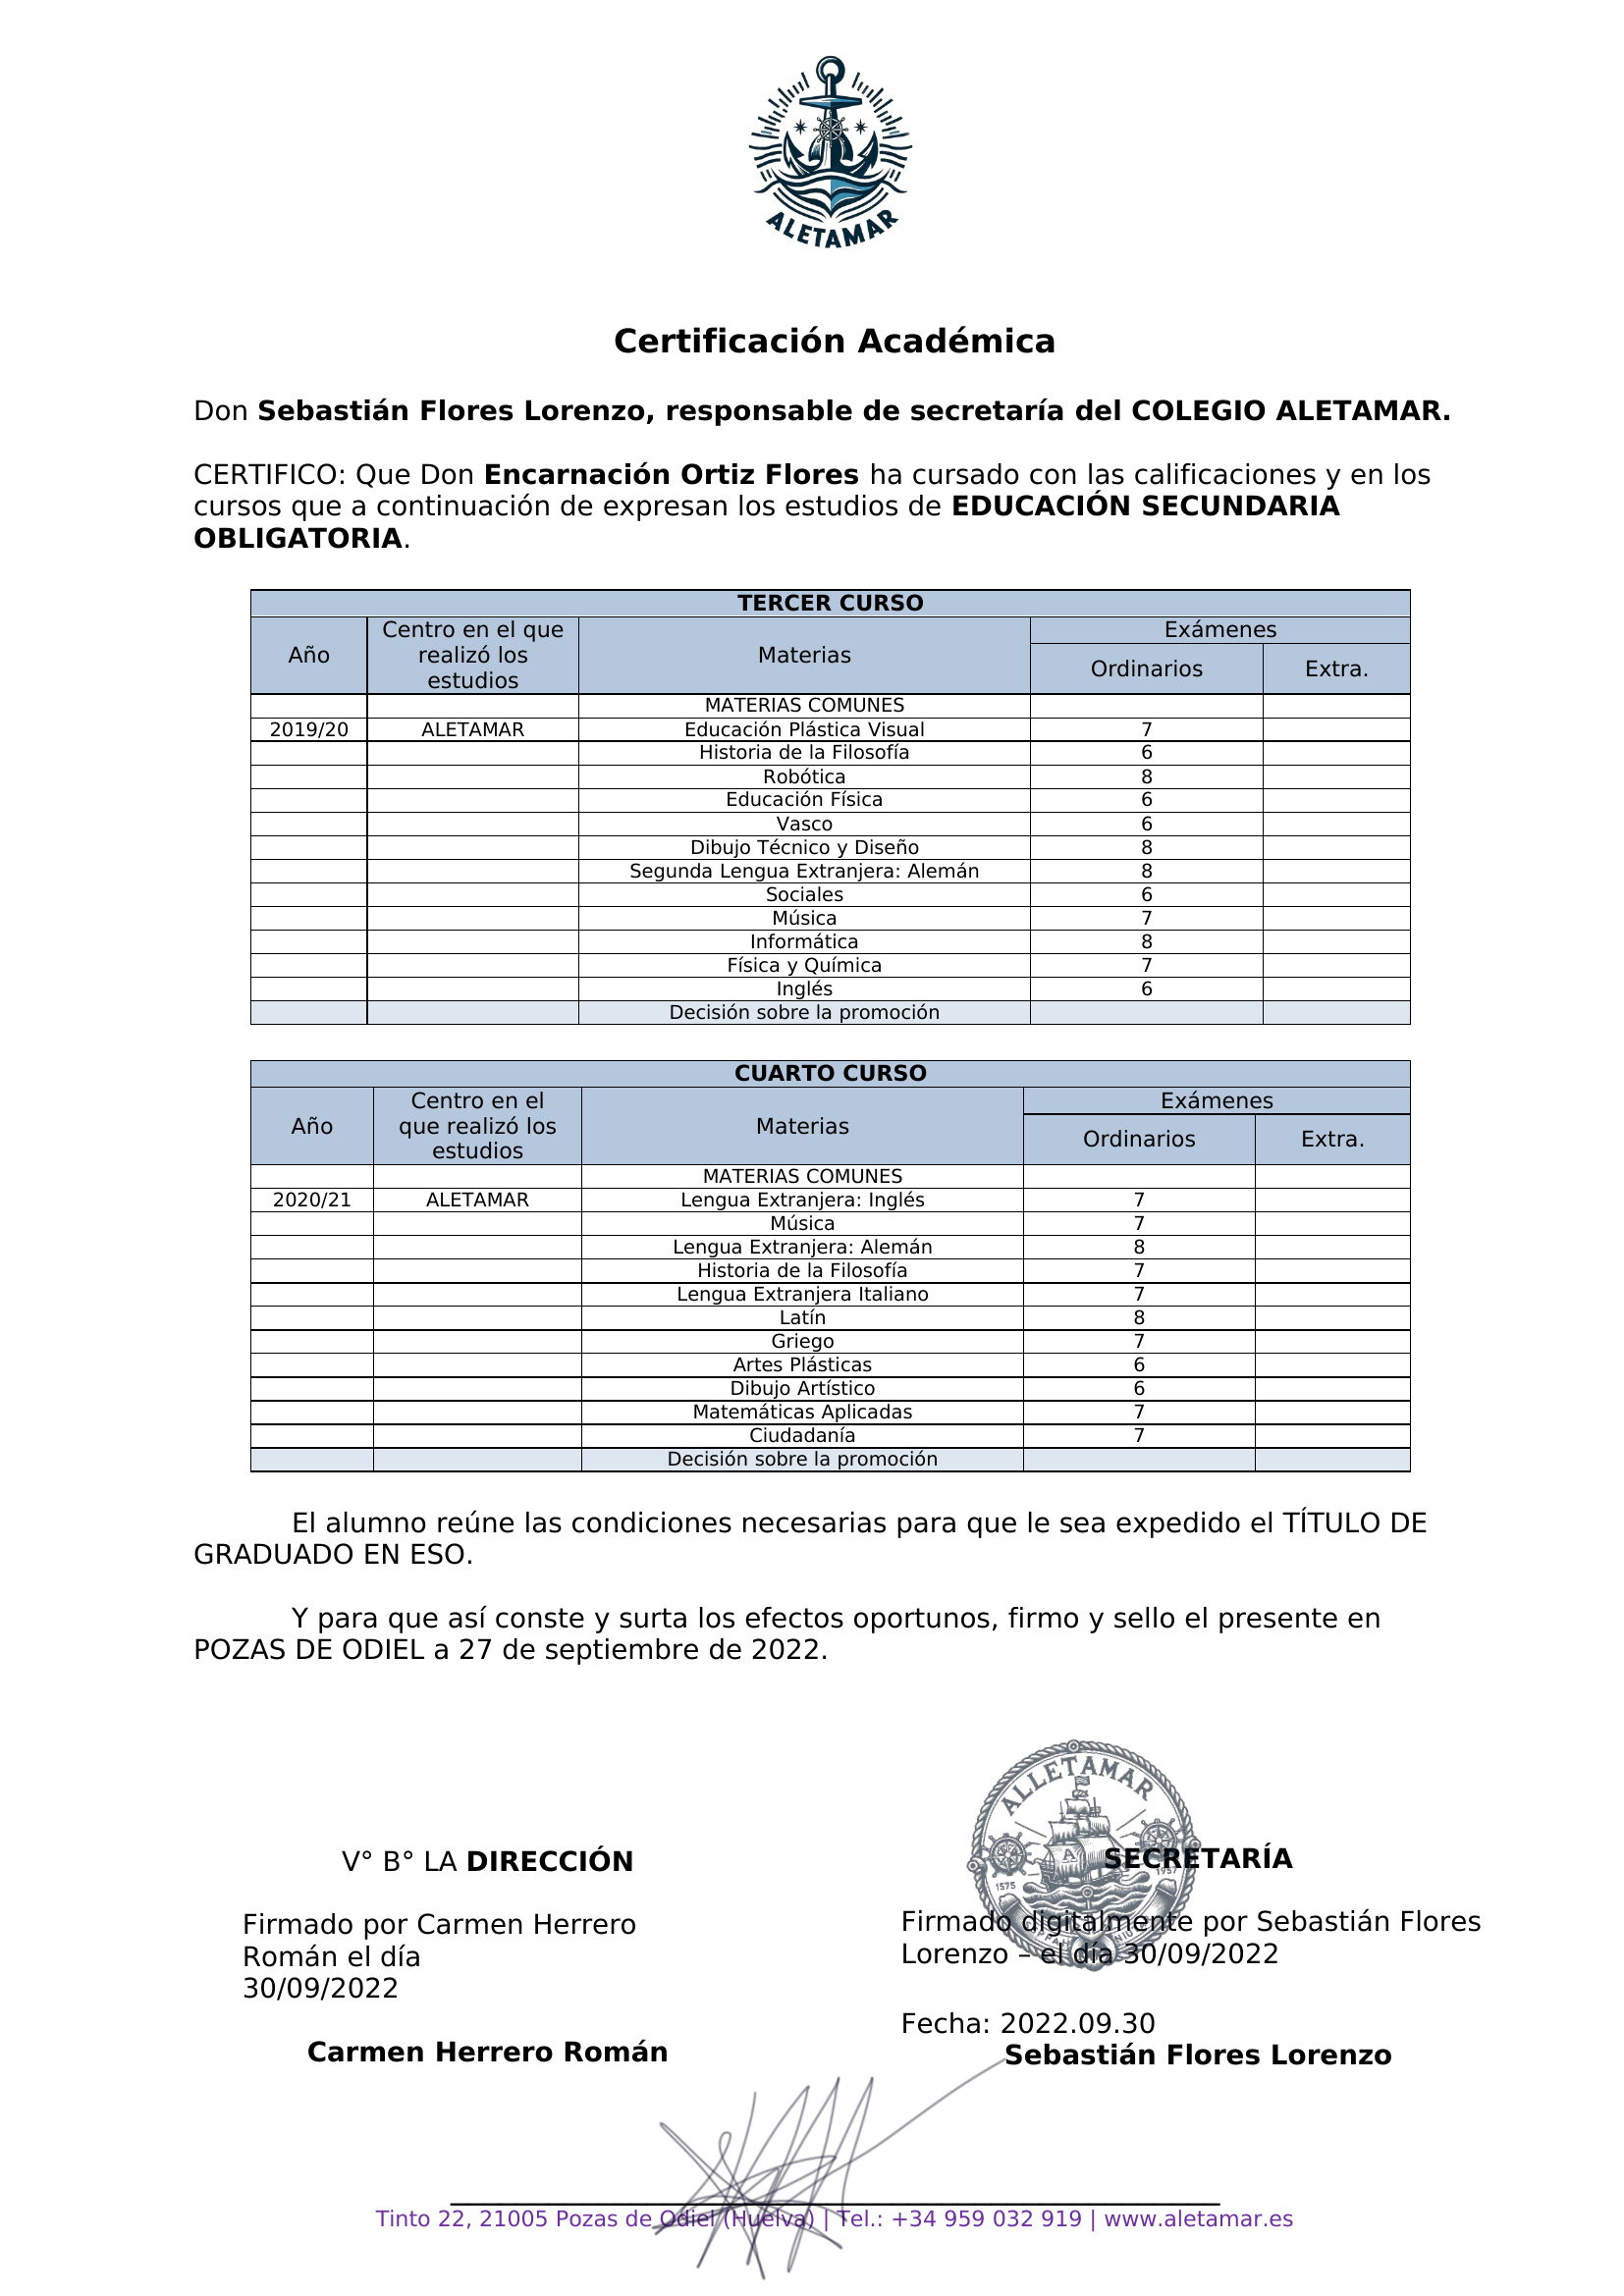 ALETAMAR
Certificación Académica
Don Sebastián Flores Lorenzo, responsable de secretaría del COLEGIO ALETAMAR.
CERTIFICO: Que Don Encarnación Ortiz Flores ha cursado con las calificaciones y en los
cursos que a continuación de expresan los estudios de EDUCACIÓN SECUNDARIA
OBLIGATORIA.
TERCER CURSO
Año Centro en el que realizó los estudios Materias Exámenes
Ordinarios Extra.
MATERIAS COMUNES
2019/20 ALETAMAR Educación Plástica Visual 7
Historia de la Filosofía 6
Robótica 8
Educación Física 6
Vasco 6
Dibujo Técnico y Diseño 8
Segunda Lengua Extranjera: Alemán 8
Sociales 6
Música 7
Informática 8
Física y Química 7
Inglés 6
Decisión sobre la promoción
CUARTO CURSO
Año Centro en el que realizó los estudios Materias Exámenes
Ordinarios Extra.
MATERIAS COMUNES
2020/21 ALETAMAR Lengua Extranjera: Inglés 7
Música 7
Lengua Extranjera: Alemán 8
Historia de la Filosofía 7
Lengua Extranjera Italiano 7
Latín 8
Griego 7
Artes Plásticas 6
Dibujo Artístico 6
Matemáticas Aplicadas 7
Ciudadanía 7
Decisión sobre la promoción
El alumno reúne las condiciones necesarias para que le sea expedido el TÍTULO DE
GRADUADO EN ESO.
Y para que así conste y surta los efectos oportunos, firmo y sello el presente en
POZAS DE ODIEL a 27 de septiembre de 2022.
V° B° LA DIRECCIÓN
Firmado por Carmen Herrero
Román el día
30/09/2022
Carmen Herrero Román
ALLETAMAR
A
1575 1957
SECRETARÍA
Firmado digitalmente por Sebastián Flores
Lorenzo – el día 30/09/2022
Fecha: 2022.09.30
Sebastián Flores Lorenzo
Tinto 22, 21005 Pozas de Odiel (Huelva) | Tel.: +34 959 032 919 | www.aletamar.es